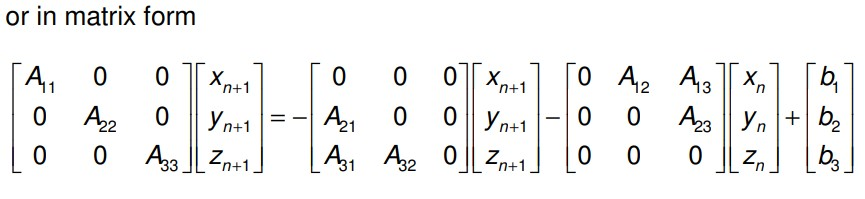 or in matrix form
[A₁₁ 0 0] [xₙ₊₁] = − [0 0 0] [xₙ₊₁] − [0 A₁₂ A₁₃] [xₙ] + [b₁]
[0 A₂₂ 0] [yₙ₊₁] [A₂₁ 0 0] [yₙ₊₁] [0 0 A₂₃] [yₙ] [b₂]
[0 0 A₃₃] [zₙ₊₁] [A₃₁ A₃₂ 0] [zₙ₊₁] [0 0 0] [zₙ] [b₃]